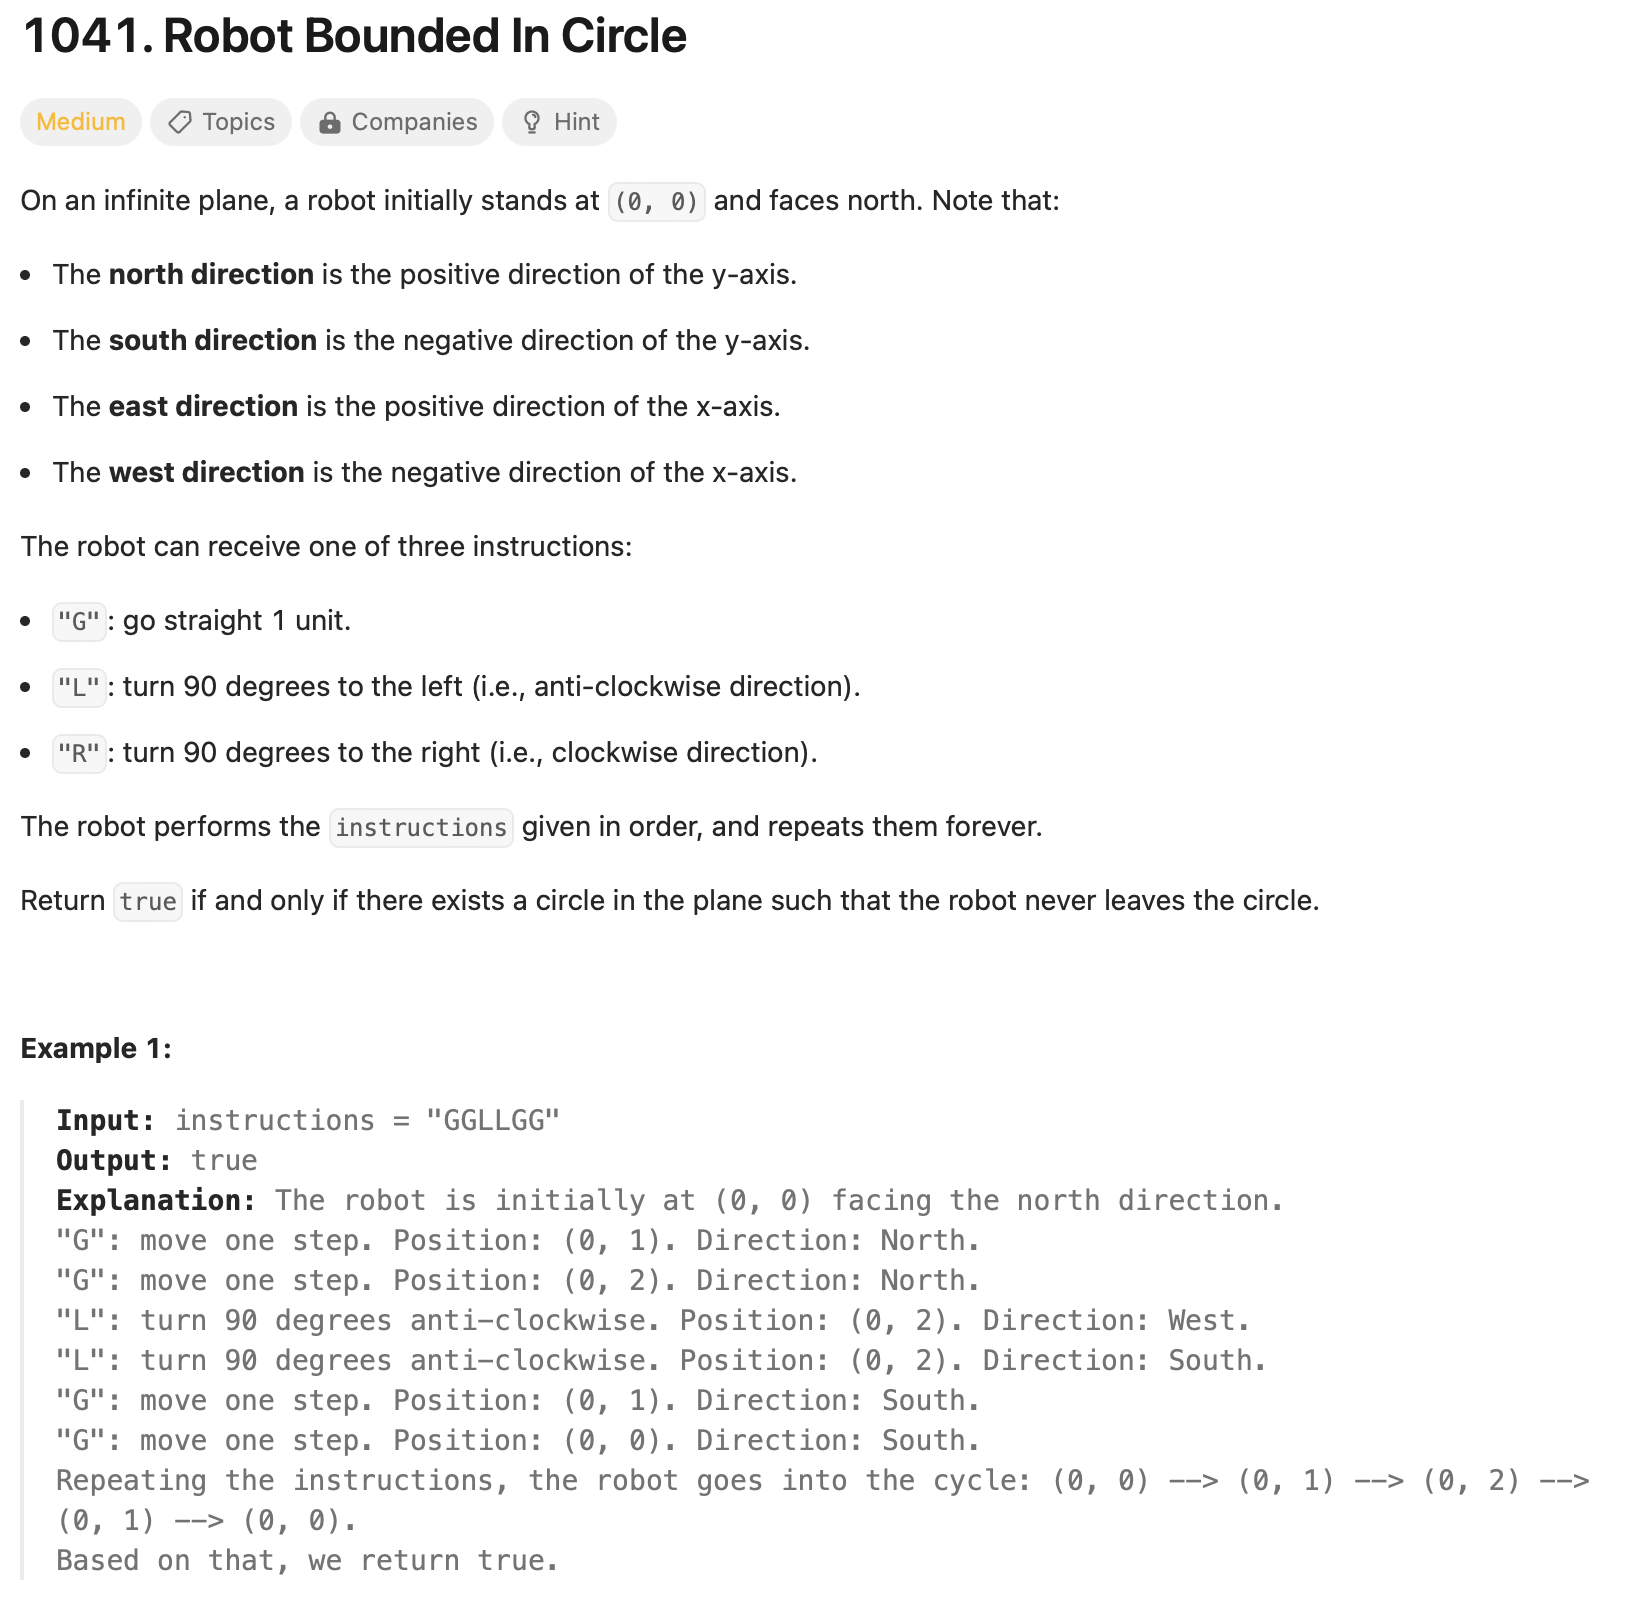 1041. Robot Bounded In Circle
Medium Topics Companies Hint
On an infinite plane, a robot initially stands at (0, 0) and faces north. Note that:
• The north direction is the positive direction of the y-axis.
• The south direction is the negative direction of the y-axis.
• The east direction is the positive direction of the x-axis.
• The west direction is the negative direction of the x-axis.
The robot can receive one of three instructions:
• "G": go straight 1 unit.
• "L": turn 90 degrees to the left (i.e., anti-clockwise direction).
• "R": turn 90 degrees to the right (i.e., clockwise direction).
The robot performs the instructions given in order, and repeats them forever.
Return true if and only if there exists a circle in the plane such that the robot never leaves the circle.
Example 1:
Input: instructions = "GGLLGG"
Output: true
Explanation: The robot is initially at (0, 0) facing the north direction.
"G": move one step. Position: (0, 1). Direction: North.
"G": move one step. Position: (0, 2). Direction: North.
"L": turn 90 degrees anti-clockwise. Position: (0, 2). Direction: West.
"L": turn 90 degrees anti-clockwise. Position: (0, 2). Direction: South.
"G": move one step. Position: (0, 1). Direction: South.
"G": move one step. Position: (0, 0). Direction: South.
Repeating the instructions, the robot goes into the cycle: (0, 0) --> (0, 1) --> (0, 2) -->
(0, 1) --> (0, 0).
Based on that, we return true.